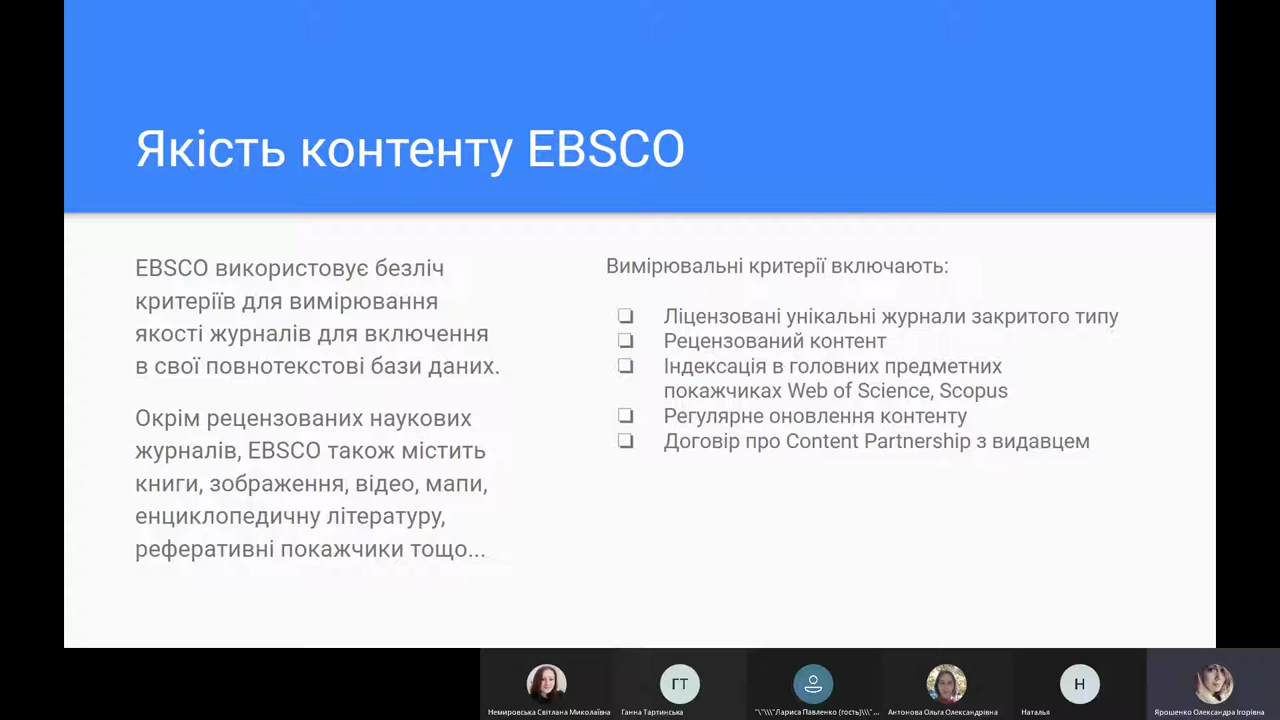 Якість контенту EBSCO
EBSCO використовує безліч
критеріїв для вимірювання
якості журналів для включення
в свої повнотекстові бази даних.
Окрім рецензованих наукових
журналів, EBSCO також містить
книги, зображення, відео, мапи,
енциклопедичну літературу,
реферативні покажчики тощо...
Вимірювальні критерії включають:
❏ Ліцензовані унікальні журнали закритого типу
❏ Рецензований контент
❏ Індексація в головних предметних
покажчиках Web of Science, Scopus
❏ Регулярне оновлення контенту
❏ Договір про Content Partnership з видавцем
ГТ
Н
Немировська Світлана Миколаївна
Ганна Тартинська
"\"\\\"Лариса Павленко (гость)\\\"...
Антонова Ольга Олександрівна
Наталья
Ярошенко Олександра Ігорівна